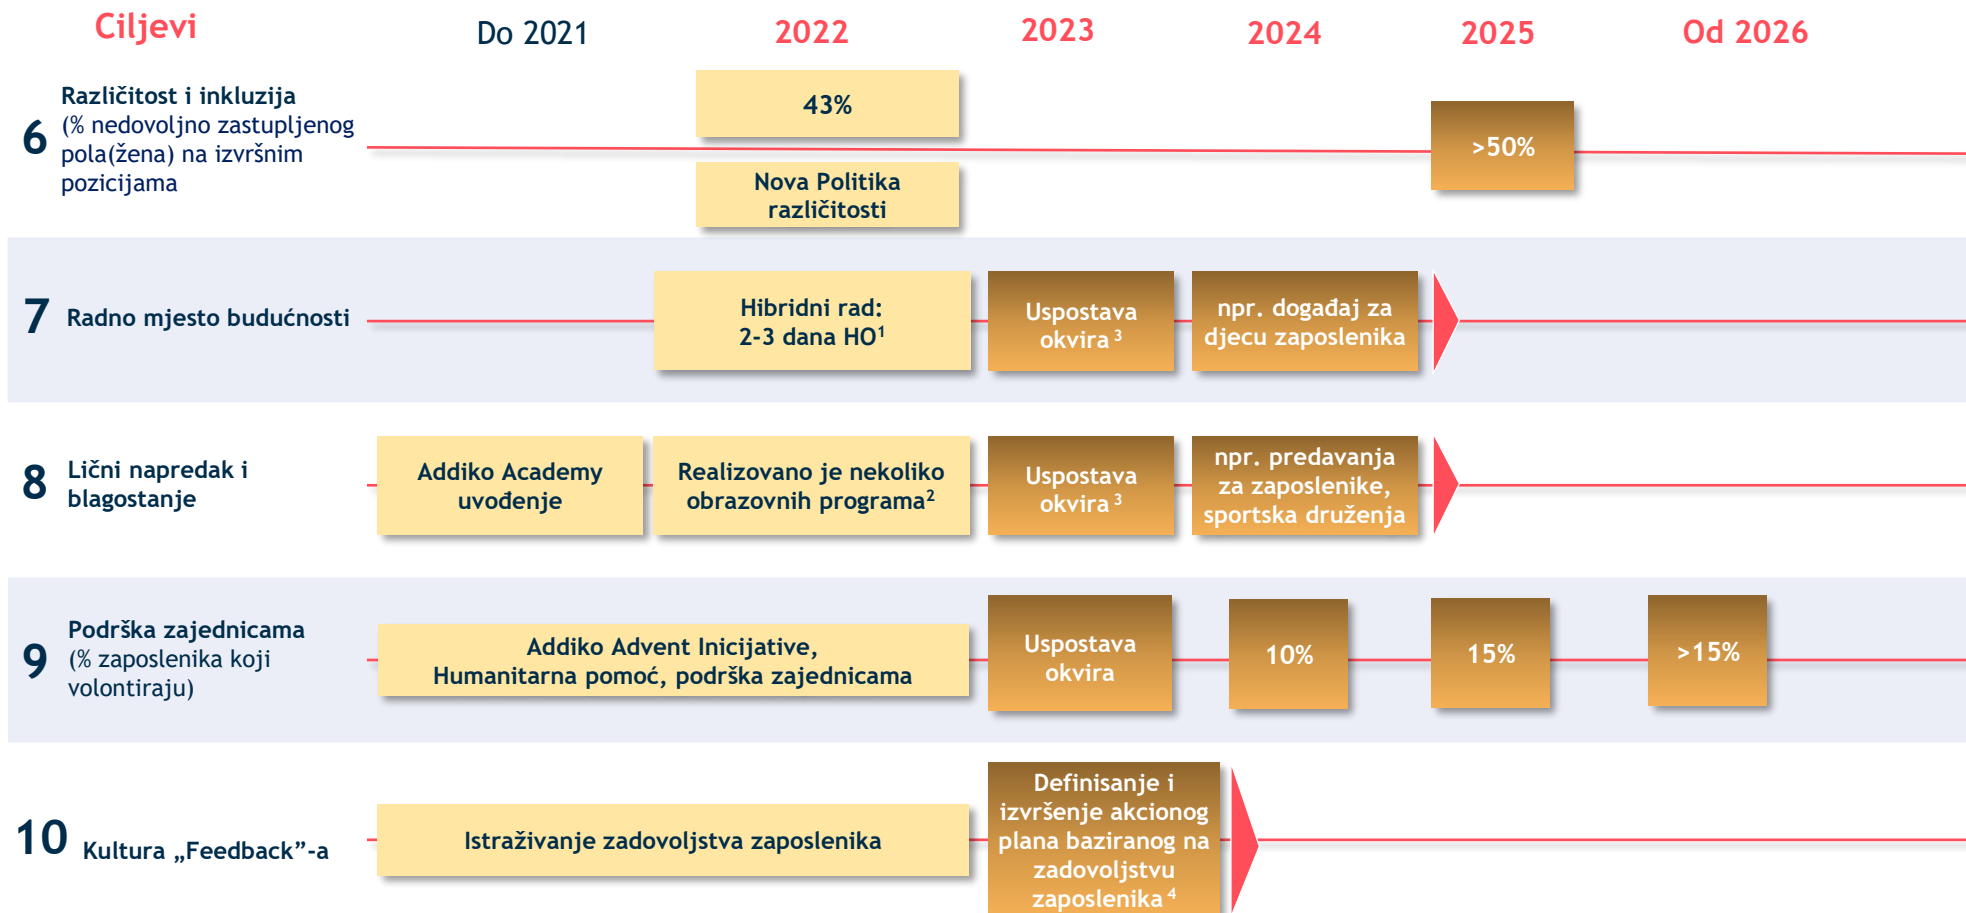 Ciljevi
Do 2021
2022
2023
2024
2025
Od 2026
6
Različitost i inkluzija
(% nedovoljno zastupljenog
pola(žena) na izvršnim
pozicijama
43%
Nova Politika
različitosti
>50%
7
Radno mjesto budućnosti
Hibridni rad:
2-3 dana HO¹
Uspostava
okvira ³
npr. događaj za
djecu zaposlenika
8
Lični napredak i
blagostanje
Addiko Academy
uvođenje
Realizovano je nekoliko
obrazovnih programa²
Uspostava
okvira ³
npr. predavanja
za zaposlenike,
sportska druženja
9
Podrška zajednicama
(% zaposlenika koji
volontiraju)
Addiko Advent Inicijative,
Humanitarna pomoć, podrška zajednicama
Uspostava
okvira
10%
15%
>15%
10
Kultura „Feedback”-a
Istraživanje zadovoljstva zaposlenika
Definisanje i
izvršenje akcionog
plana baziranog na
zadovoljstvu
zaposlenika ⁴